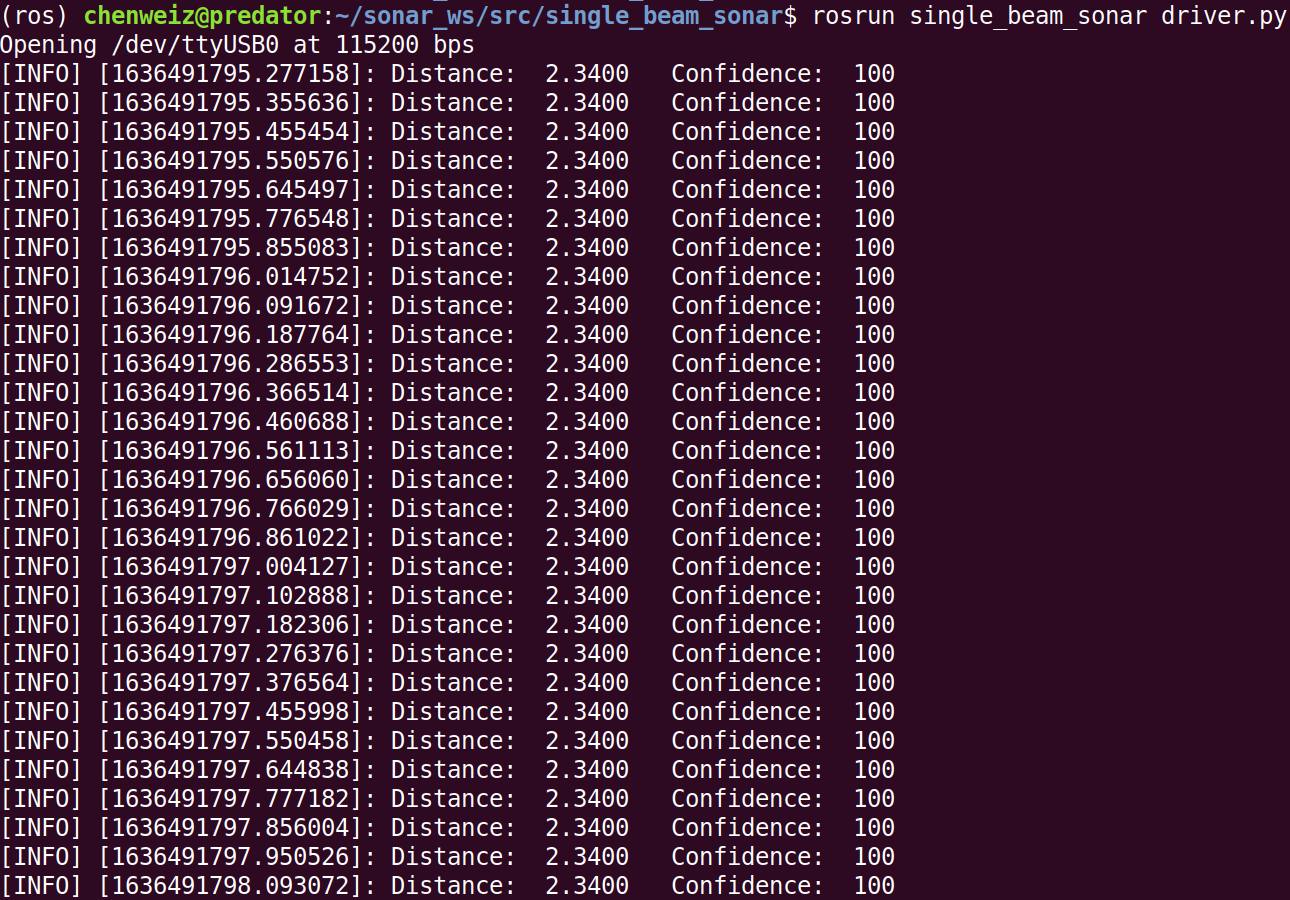 (ros) chenweiz@predator:~/sonar_ws/src/single_beam_sonar$ rosrun single_beam_sonar driver.py
Opening /dev/ttyUSB0 at 115200 bps
[INFO] [1636491795.277158]: Distance:  2.3400   Confidence:  100
[INFO] [1636491795.355636]: Distance:  2.3400   Confidence:  100
[INFO] [1636491795.455454]: Distance:  2.3400   Confidence:  100
[INFO] [1636491795.550576]: Distance:  2.3400   Confidence:  100
[INFO] [1636491795.645497]: Distance:  2.3400   Confidence:  100
[INFO] [1636491795.776548]: Distance:  2.3400   Confidence:  100
[INFO] [1636491795.855083]: Distance:  2.3400   Confidence:  100
[INFO] [1636491796.014752]: Distance:  2.3400   Confidence:  100
[INFO] [1636491796.091672]: Distance:  2.3400   Confidence:  100
[INFO] [1636491796.187764]: Distance:  2.3400   Confidence:  100
[INFO] [1636491796.286553]: Distance:  2.3400   Confidence:  100
[INFO] [1636491796.366514]: Distance:  2.3400   Confidence:  100
[INFO] [1636491796.460688]: Distance:  2.3400   Confidence:  100
[INFO] [1636491796.561113]: Distance:  2.3400   Confidence:  100
[INFO] [1636491796.656060]: Distance:  2.3400   Confidence:  100
[INFO] [1636491796.766029]: Distance:  2.3400   Confidence:  100
[INFO] [1636491796.861022]: Distance:  2.3400   Confidence:  100
[INFO] [1636491797.004127]: Distance:  2.3400   Confidence:  100
[INFO] [1636491797.102888]: Distance:  2.3400   Confidence:  100
[INFO] [1636491797.182306]: Distance:  2.3400   Confidence:  100
[INFO] [1636491797.276376]: Distance:  2.3400   Confidence:  100
[INFO] [1636491797.376564]: Distance:  2.3400   Confidence:  100
[INFO] [1636491797.455998]: Distance:  2.3400   Confidence:  100
[INFO] [1636491797.550458]: Distance:  2.3400   Confidence:  100
[INFO] [1636491797.644838]: Distance:  2.3400   Confidence:  100
[INFO] [1636491797.777182]: Distance:  2.3400   Confidence:  100
[INFO] [1636491797.856004]: Distance:  2.3400   Confidence:  100
[INFO] [1636491797.950526]: Distance:  2.3400   Confidence:  100
[INFO] [1636491798.093072]: Distance:  2.3400   Confidence:  100